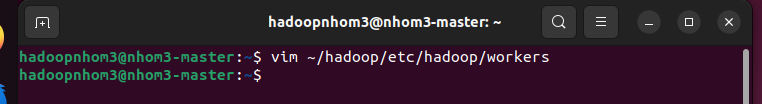 hadoopnhom3@nhom3-master: ~
hadoopnhom3@nhom3-master:~$ vim ~/hadoop/etc/hadoop/workers
hadoopnhom3@nhom3-master:~$